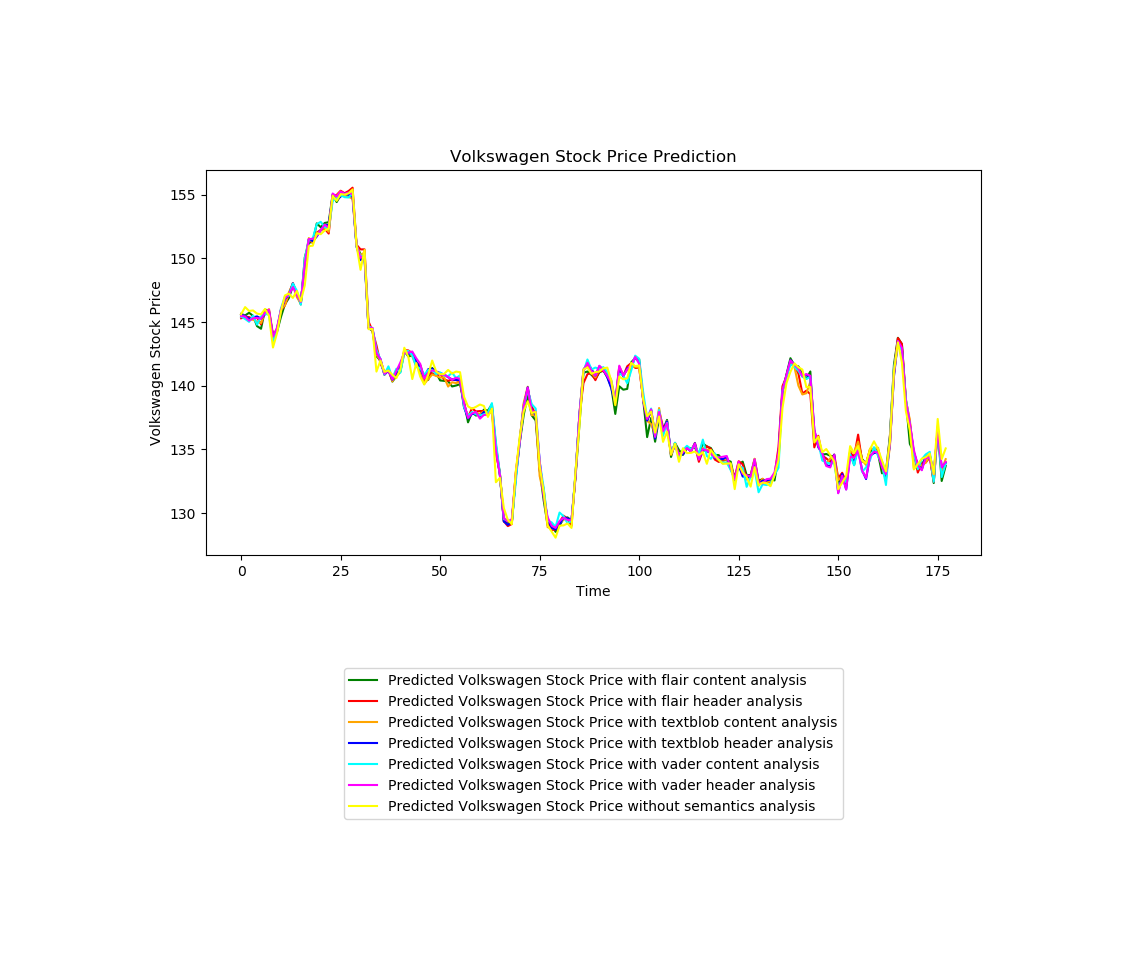 Volkswagen Stock Price Prediction
155
150
145
140
135
130
Volkswagen Stock Price
0 25 50 75 100 125 150 175
Time
Predicted Volkswagen Stock Price with flair content analysis
Predicted Volkswagen Stock Price with flair header analysis
Predicted Volkswagen Stock Price with textblob content analysis
Predicted Volkswagen Stock Price with textblob header analysis
Predicted Volkswagen Stock Price with vader content analysis
Predicted Volkswagen Stock Price with vader header analysis
Predicted Volkswagen Stock Price without semantics analysis